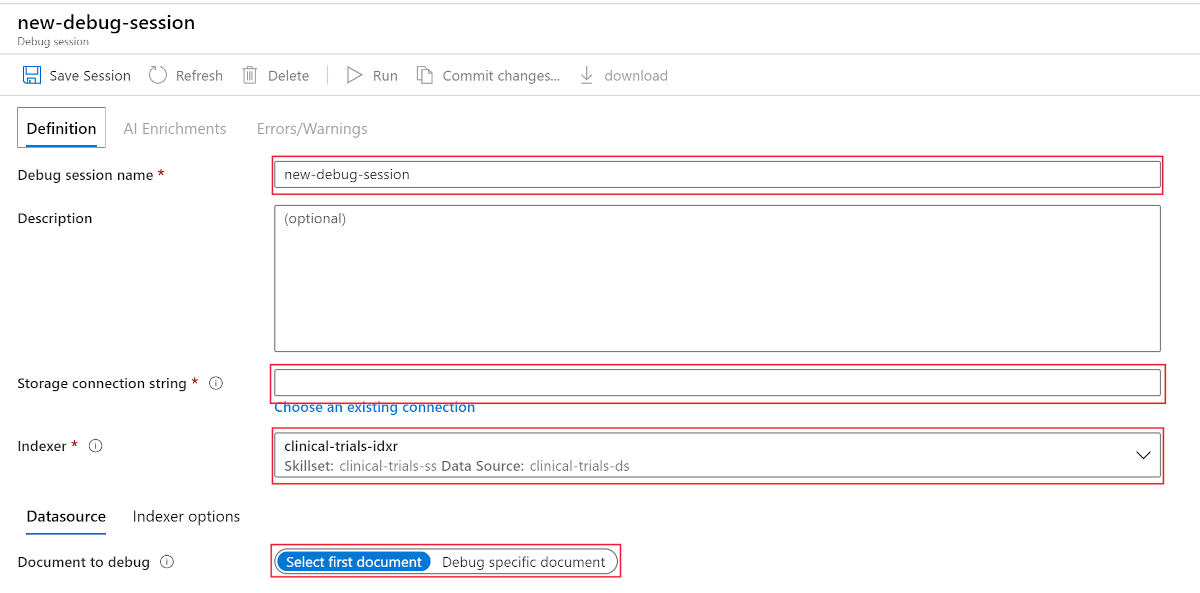 new-debug-session
Debug session
Save Session Refresh Delete Run Commit changes... download
Definition AI Enrichments Errors/Warnings
Debug session name * new-debug-session
Description (optional)
Storage connection string *
Choose an existing connection
Indexer * clinical-trials-idxr
Skillset: clinical-trials-ss Data Source: clinical-trials-ds
Datasource Indexer options
Document to debug Select first document Debug specific document